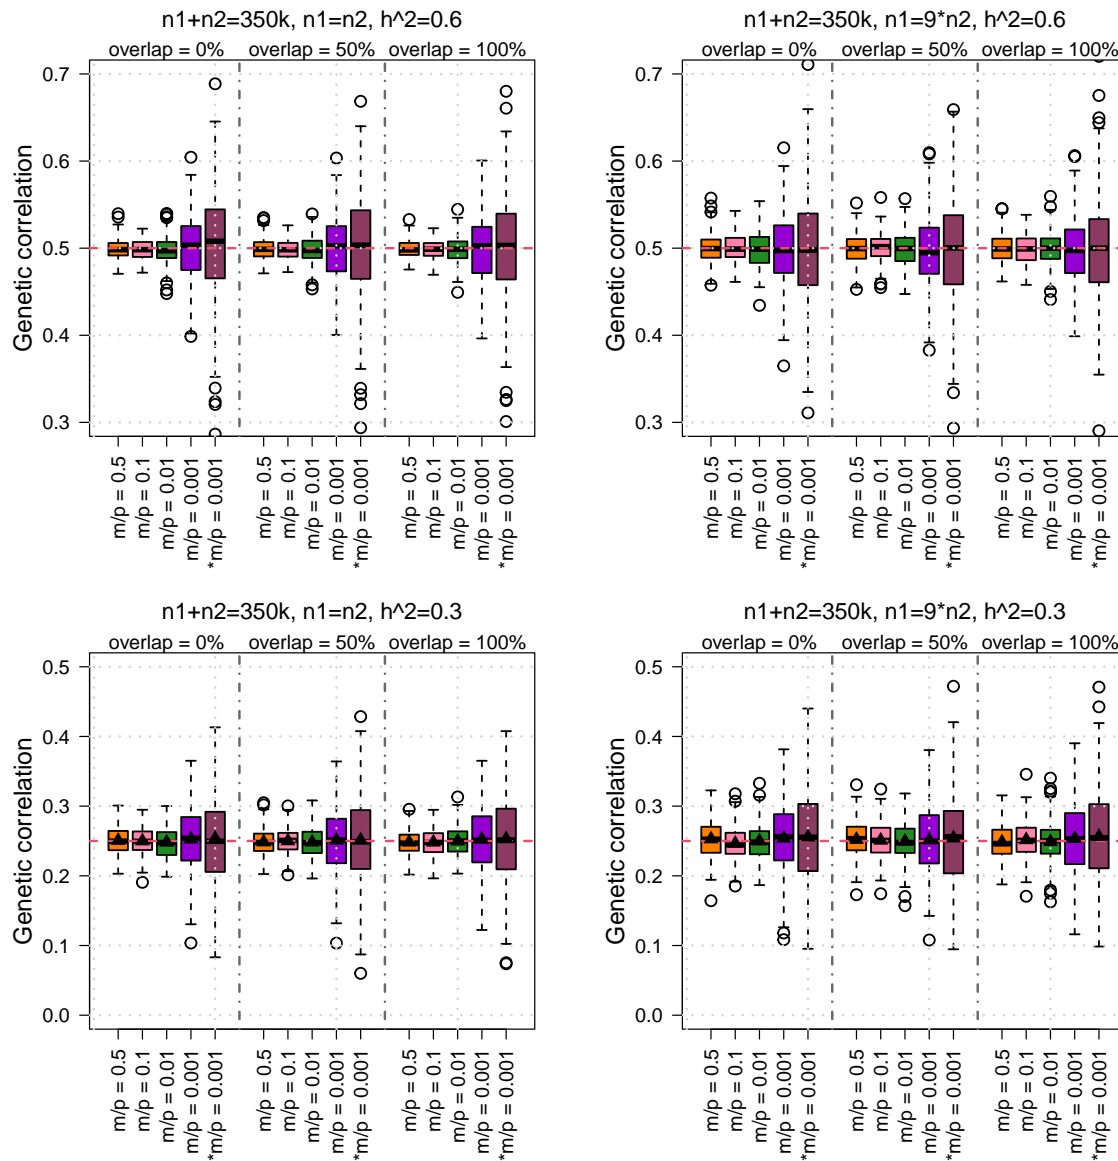 n1+n2=350k, n1=n2, h^2=0.6
overlap = 0% overlap = 50% overlap = 100%
Genetic correlation
0.7
0.6
0.5
0.4
0.3
m/p = 0.5
m/p = 0.1
m/p = 0.01
m/p = 0.001
*m/p = 0.001
m/p = 0.5
m/p = 0.1
m/p = 0.01
m/p = 0.001
*m/p = 0.001
m/p = 0.5
m/p = 0.1
m/p = 0.01
m/p = 0.001
*m/p = 0.001
n1+n2=350k, n1=9*n2, h^2=0.6
overlap = 0% overlap = 50% overlap = 100%
Genetic correlation
0.7
0.6
0.5
0.4
0.3
m/p = 0.5
m/p = 0.1
m/p = 0.01
m/p = 0.001
*m/p = 0.001
m/p = 0.5
m/p = 0.1
m/p = 0.01
m/p = 0.001
*m/p = 0.001
m/p = 0.5
m/p = 0.1
m/p = 0.01
m/p = 0.001
*m/p = 0.001
n1+n2=350k, n1=n2, h^2=0.3
overlap = 0% overlap = 50% overlap = 100%
Genetic correlation
0.5
0.4
0.3
0.2
0.1
0.0
m/p = 0.5
m/p = 0.1
m/p = 0.01
m/p = 0.001
*m/p = 0.001
m/p = 0.5
m/p = 0.1
m/p = 0.01
m/p = 0.001
*m/p = 0.001
m/p = 0.5
m/p = 0.1
m/p = 0.01
m/p = 0.001
*m/p = 0.001
n1+n2=350k, n1=9*n2, h^2=0.3
overlap = 0% overlap = 50% overlap = 100%
Genetic correlation
0.5
0.4
0.3
0.2
0.1
0.0
m/p = 0.5
m/p = 0.1
m/p = 0.01
m/p = 0.001
*m/p = 0.001
m/p = 0.5
m/p = 0.1
m/p = 0.01
m/p = 0.001
*m/p = 0.001
m/p = 0.5
m/p = 0.1
m/p = 0.01
m/p = 0.001
*m/p = 0.001